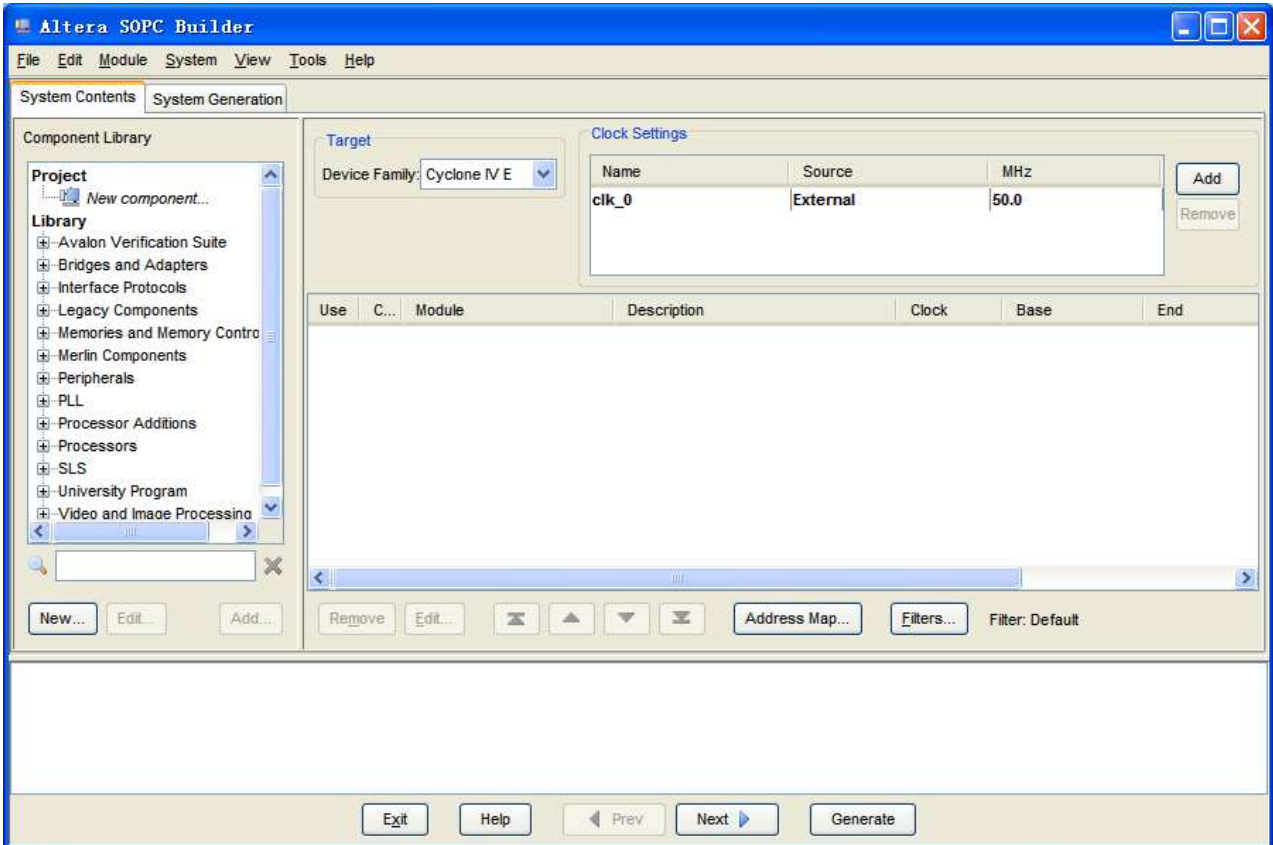 Altera SOPC Builder
File Edit Module System View Tools Help
System Contents System Generation
Component Library
Project
New component...
Library
Avalon Verification Suite
Bridges and Adapters
Interface Protocols
Legacy Components
Memories and Memory Contro
Merlin Components
Peripherals
PLL
Processor Additions
Processors
SLS
University Program
Video and Image Processing
New... Edit... Add...
Target
Device Family: Cyclone IV E
Clock Settings
Name Source MHz
clk_0 External 50.0
Add
Remove
Use C... Module Description Clock Base End
Remove Edit... Address Map... Filters... Filter: Default
Exit Help Prev Next Generate